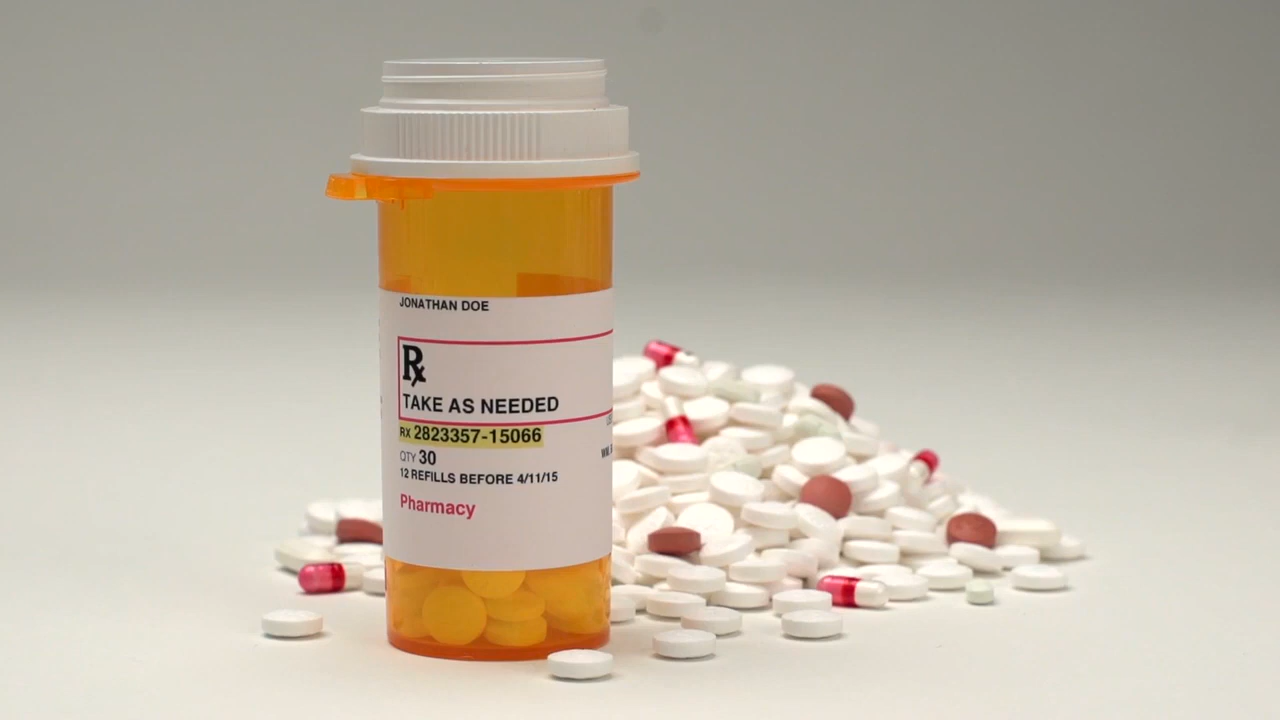 JONATHAN DOE
Rx
TAKE AS NEEDED
RX 2823357-15066
QTY 30
12 REFILLS BEFORE 4/11/15
Pharmacy